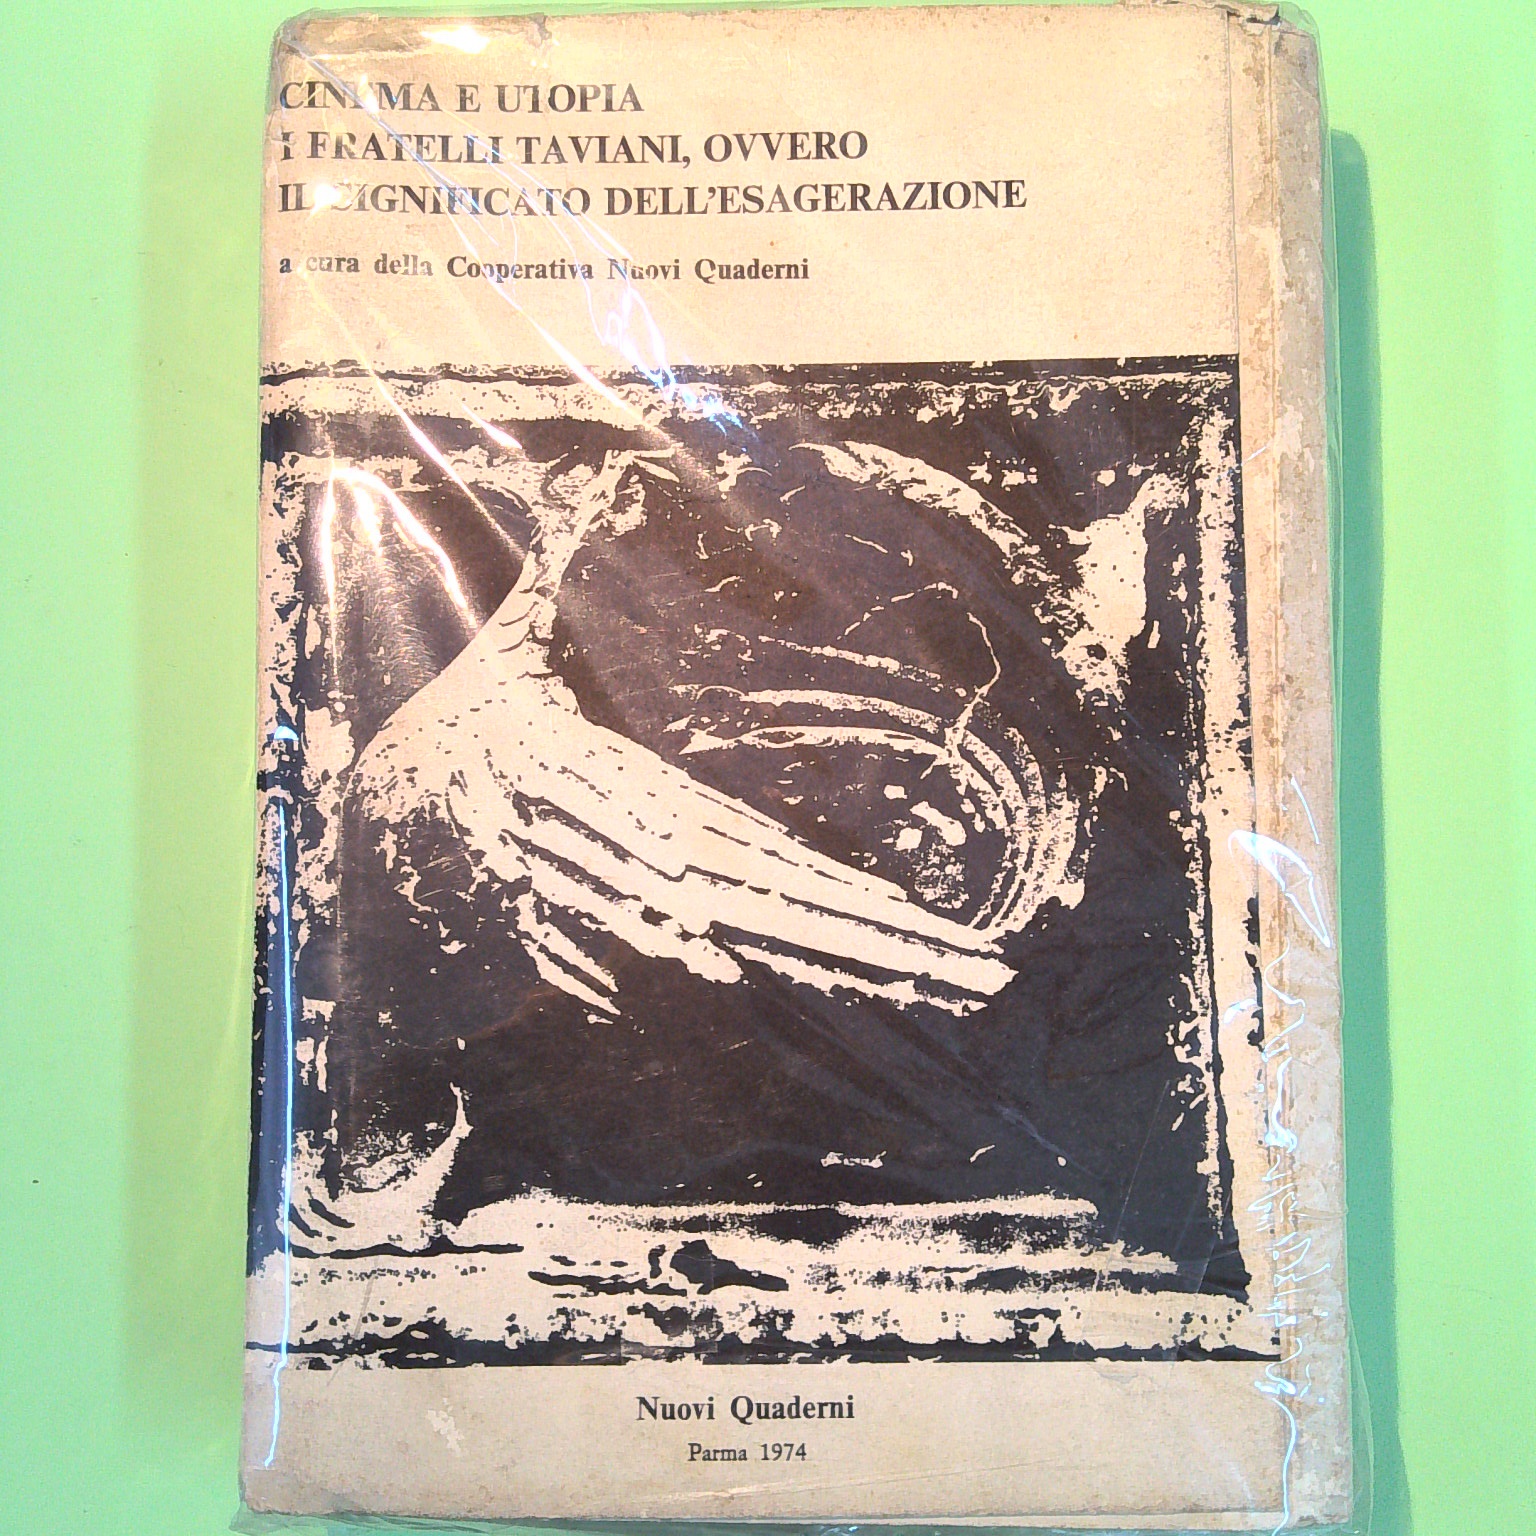 CINEMA E UTOPIA
I FRATELLI TAVIANI, OVVERO
IL SIGNIFICATO DELL'ESAGERAZIONE
a cura della Cooperativa Nuovi Quaderni
Nuovi Quaderni
Parma 1974